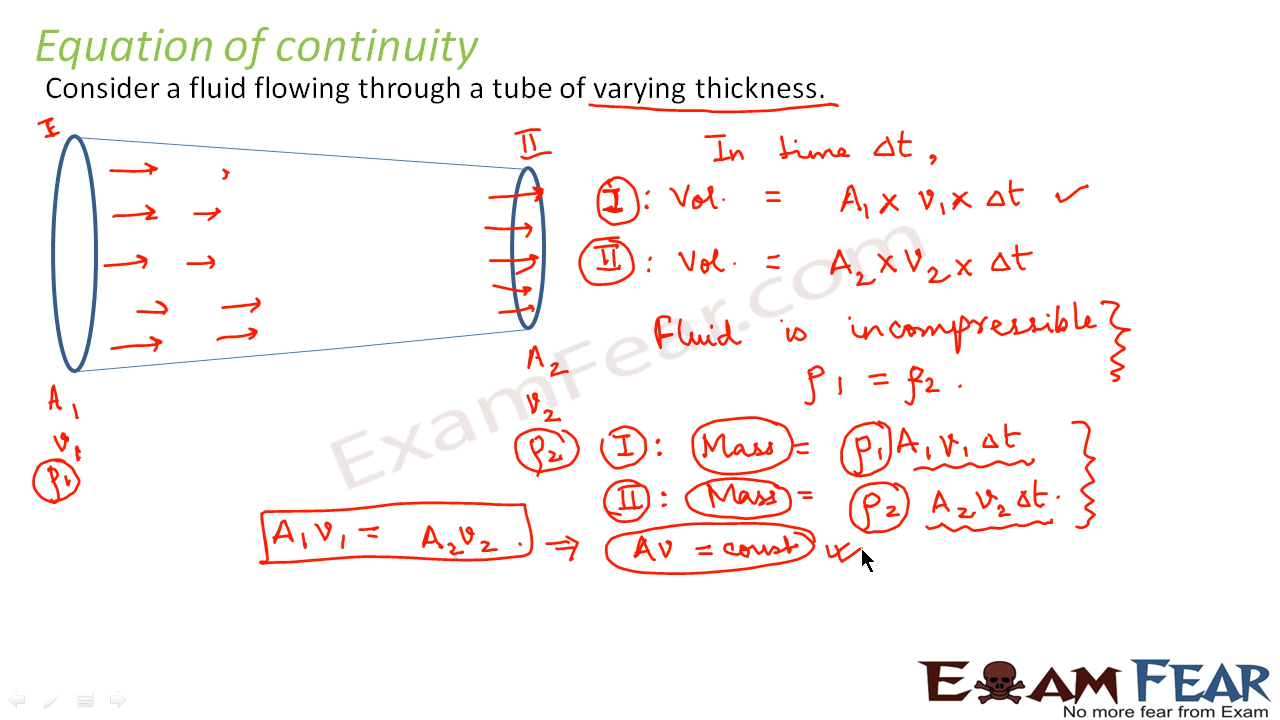 Equation of continuity
Consider a fluid flowing through a tube of varying thickness.
I
II
A₁
v₁
ρ₁
A₂
v₂
ρ₂
In time Δt,
I : Vol. = A₁ x v₁ x Δt ✓
II : Vol. = A₂ x v₂ x Δt
Fluid is incompressible }
ρ₁ = ρ₂ .
I : Mass = ρ₁ A₁ v₁ Δt
II : Mass = ρ₂ A₂ v₂ Δt . }
A₁ v₁ = A₂ v₂ . ⇒ AV = const ✓
ExamFear.com
EXAM FEAR
No more fear from Exam